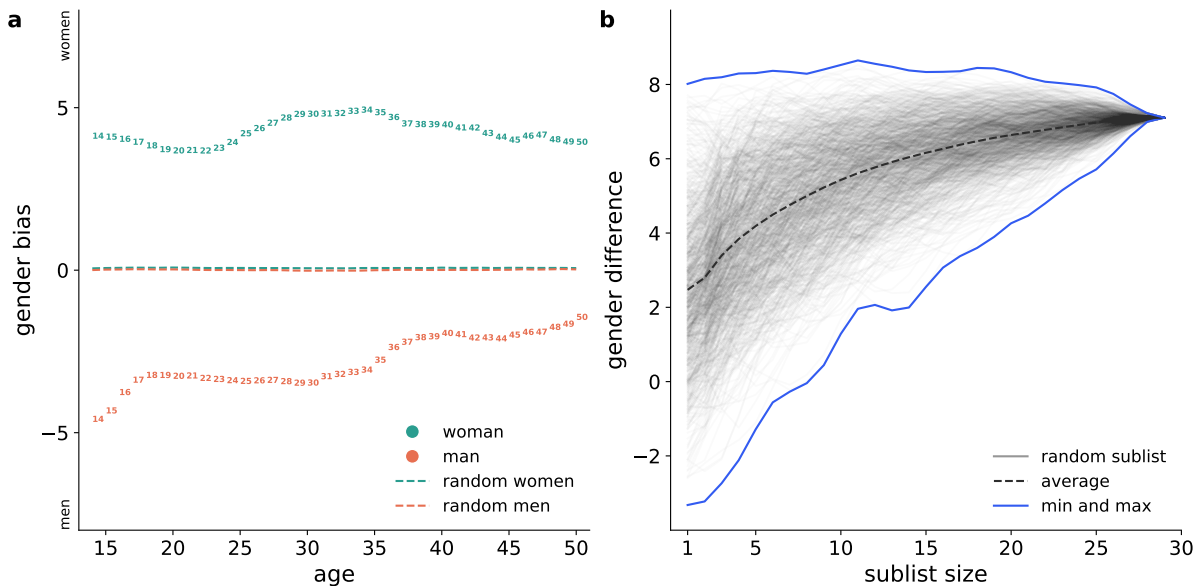 a
women
gender bias
5
0
−5
men
14 15 16 17 18 19 20 21 22 23 24 25 26 27 28 29 30 31 32 33 34 35 36 37 38 39 40 41 42 43 44 45 46 47 48 49 50
14 15 16 17 18 19 20 21 22 23 24 25 26 27 28 29 30 31 32 33 34 35 36 37 38 39 40 41 42 43 44 45 46 47 48 49 50
woman
man
random women
random men
15 20 25 30 35 40 45 50
age
b
gender difference
8
6
4
2
0
−2
random sublist
average
min and max
1 5 10 15 20 25 30
sublist size